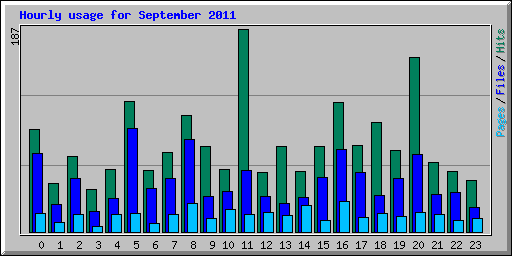 Hourly usage for September 2011
187
Pages / Files / Hits
0 1 2 3 4 5 6 7 8 9 10 11 12 13 14 15 16 17 18 19 20 21 22 23